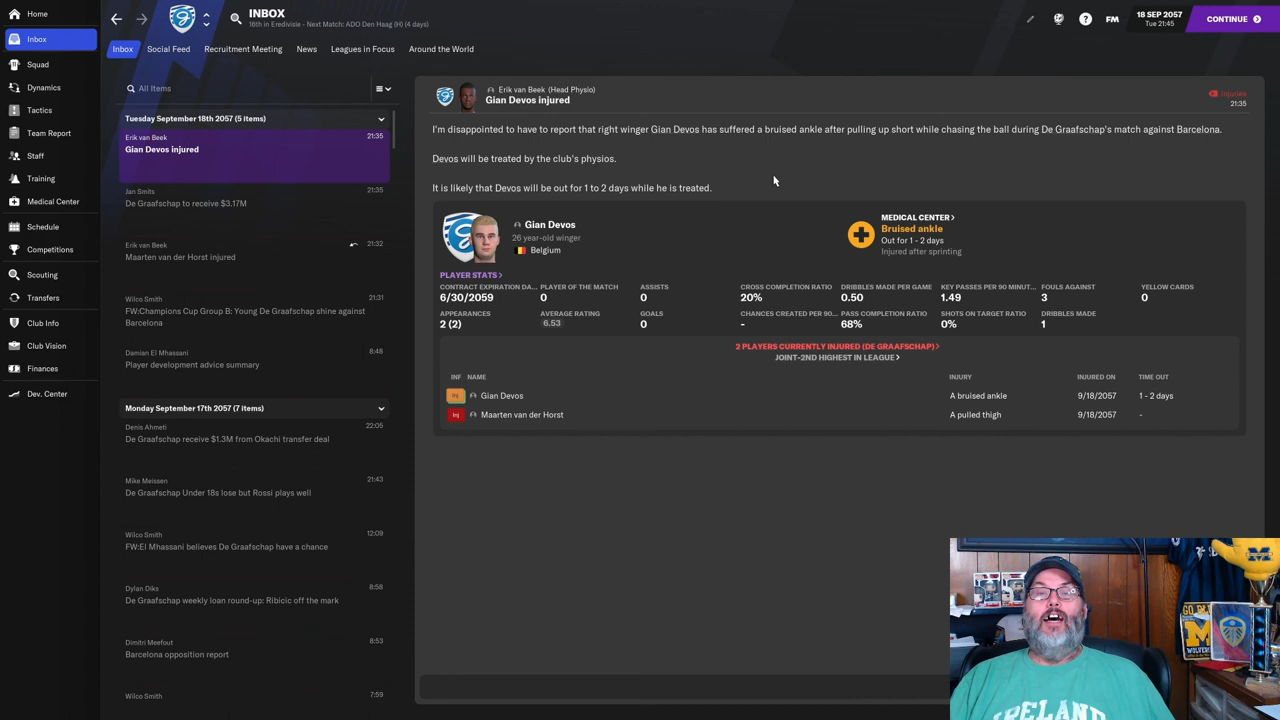 Home
Inbox
Squad
Dynamics
Tactics
Team Report
Staff
Training
Medical Center
Schedule
Competitions
Scouting
Transfers
Club Info
Club Vision
Finances
Dev. Center
INBOX
16th in Eredivisie - Next Match: ADO Den Haag (H) (4 days)
FM
18 SEP 2057
Tue 21:45
CONTINUE
Inbox
Social Feed
Recruitment Meeting
News
Leagues in Focus
Around the World
All Items
Tuesday September 18th 2057 (5 items)
Erik van Beek
21:35
Gian Devos injured
Jan Smits
21:35
De Graafschap to receive $3.17M
Erik van Beek
21:32
Maarten van der Horst injured
Wilco Smith
21:31
FW:Champions Cup Group B: Young De Graafschap shine against
Barcelona
Damian El Mhassani
8:48
Player development advice summary
Monday September 17th 2057 (7 items)
Denis Ahmeti
22:05
De Graafschap receive $1.3M from Okachi transfer deal
Mike Meissen
21:43
De Graafschap Under 18s lose but Rossi plays well
Wilco Smith
12:09
FW:El Mhassani believes De Graafschap have a chance
Dylan Diks
8:56
De Graafschap weekly loan round-up: Ribicic off the mark
Dimitri Meefout
8:53
Barcelona opposition report
Wilco Smith
7:59
Erik van Beek (Head Physio)
Gian Devos injured
Injuries
21:35
I'm disappointed to have to report that right winger Gian Devos has suffered a bruised ankle after pulling up short while chasing the ball during De Graafschap's match against Barcelona.
Devos will be treated by the club's physios.
It is likely that Devos will be out for 1 to 2 days while he is treated.
Gian Devos
26 year-old winger
Belgium
MEDICAL CENTER >
Bruised ankle
Out for 1 - 2 days
Injured after sprinting
PLAYER STATS >
CONTRACT EXPIRATION DA... PLAYER OF THE MATCH ASSISTS CROSS COMPLETION RATIO DRIBBLES MADE PER GAME KEY PASSES PER 90 MINUT... FOULS AGAINST YELLOW CARDS
6/30/2059 0 0 20% 0.50 1.49 3 0
APPEARANCES AVERAGE RATING GOALS CHANCES CREATED PER 90... PASS COMPLETION RATIO SHOTS ON TARGET RATIO DRIBBLES MADE
2 (2) 6.53 0 - 68% 0% 1
2 PLAYERS CURRENTLY INJURED (DE GRAAFSCHAP) >
JOINT-2ND HIGHEST IN LEAGUE >
INF NAME INJURY INJURED ON TIME OUT
Inj Gian Devos A bruised ankle 9/18/2057 1 - 2 days
Inj Maarten van der Horst A pulled thigh 9/18/2057 -
M
GO BLUE
M
WOLVERINES
IRELAND